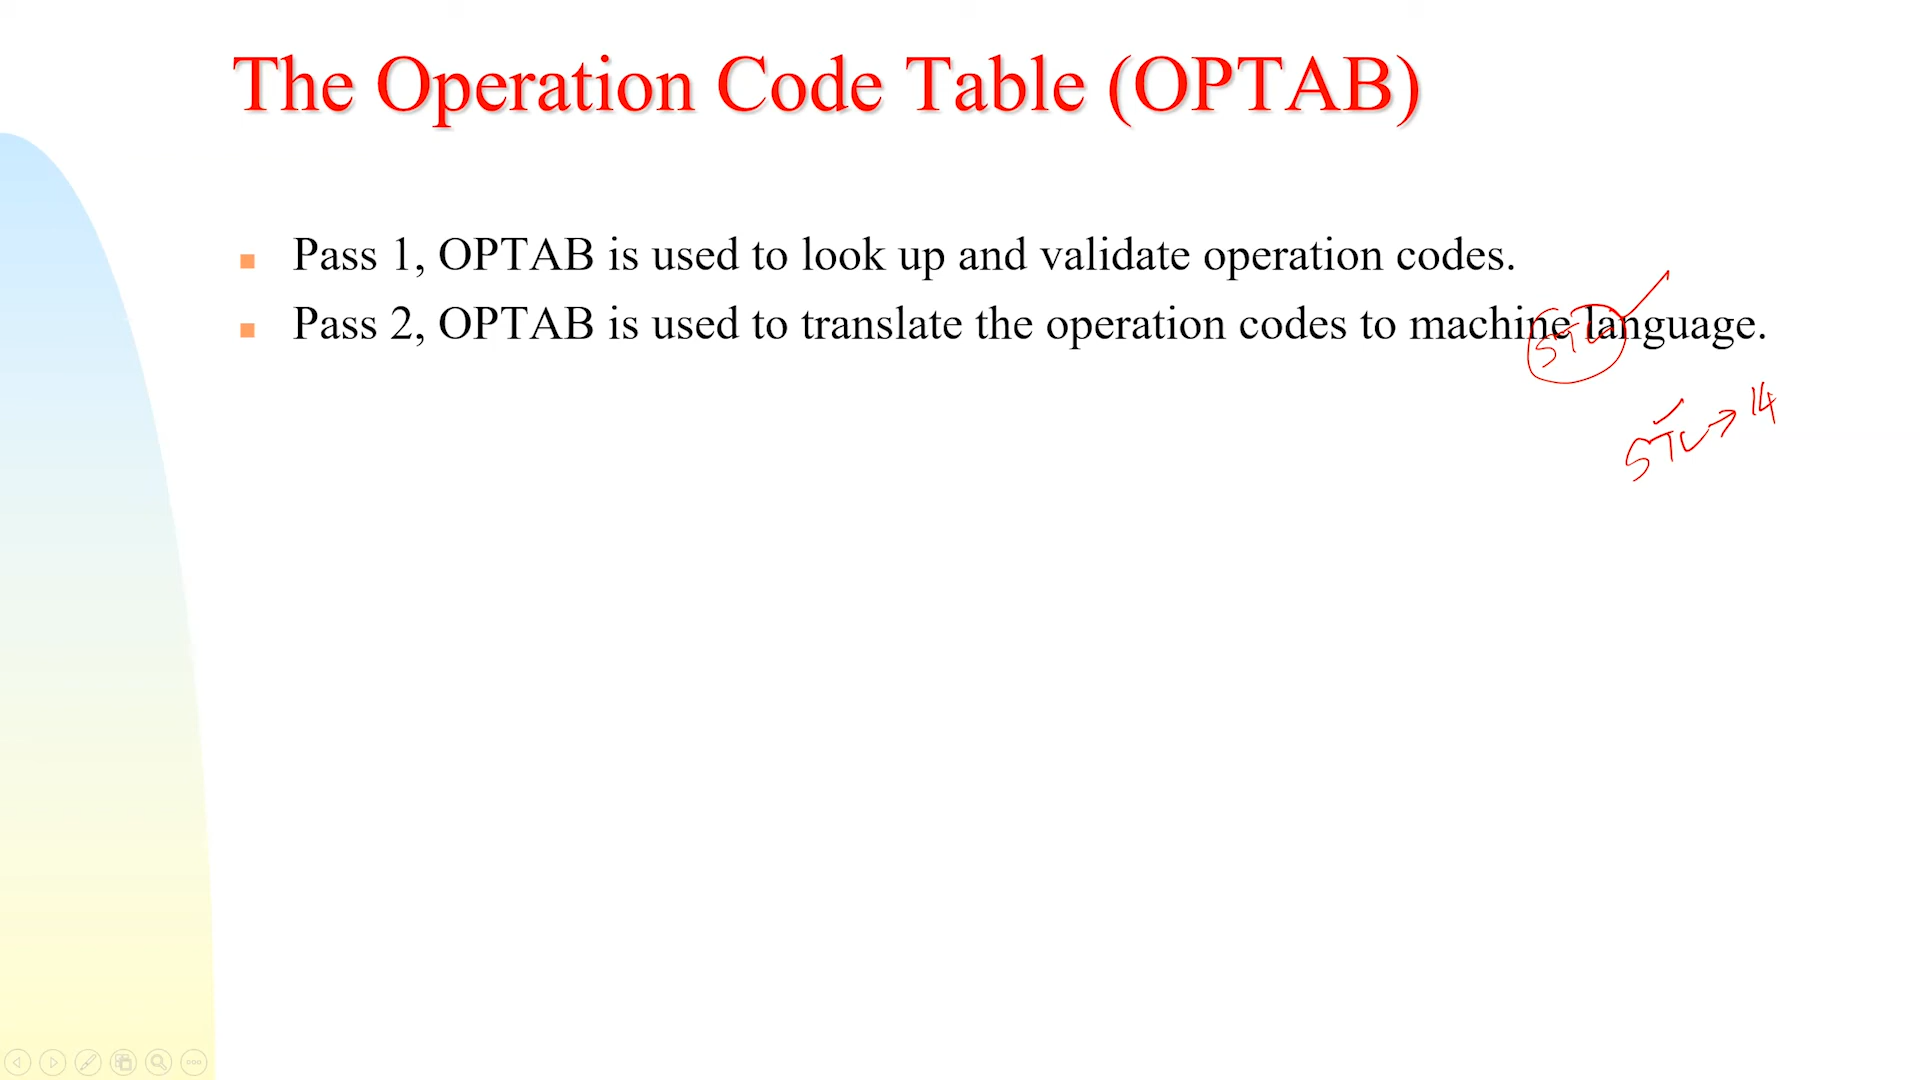 The Operation Code Table (OPTAB)
Pass 1, OPTAB is used to look up and validate operation codes.
Pass 2, OPTAB is used to translate the operation codes to machine language.
STL
STL → 14